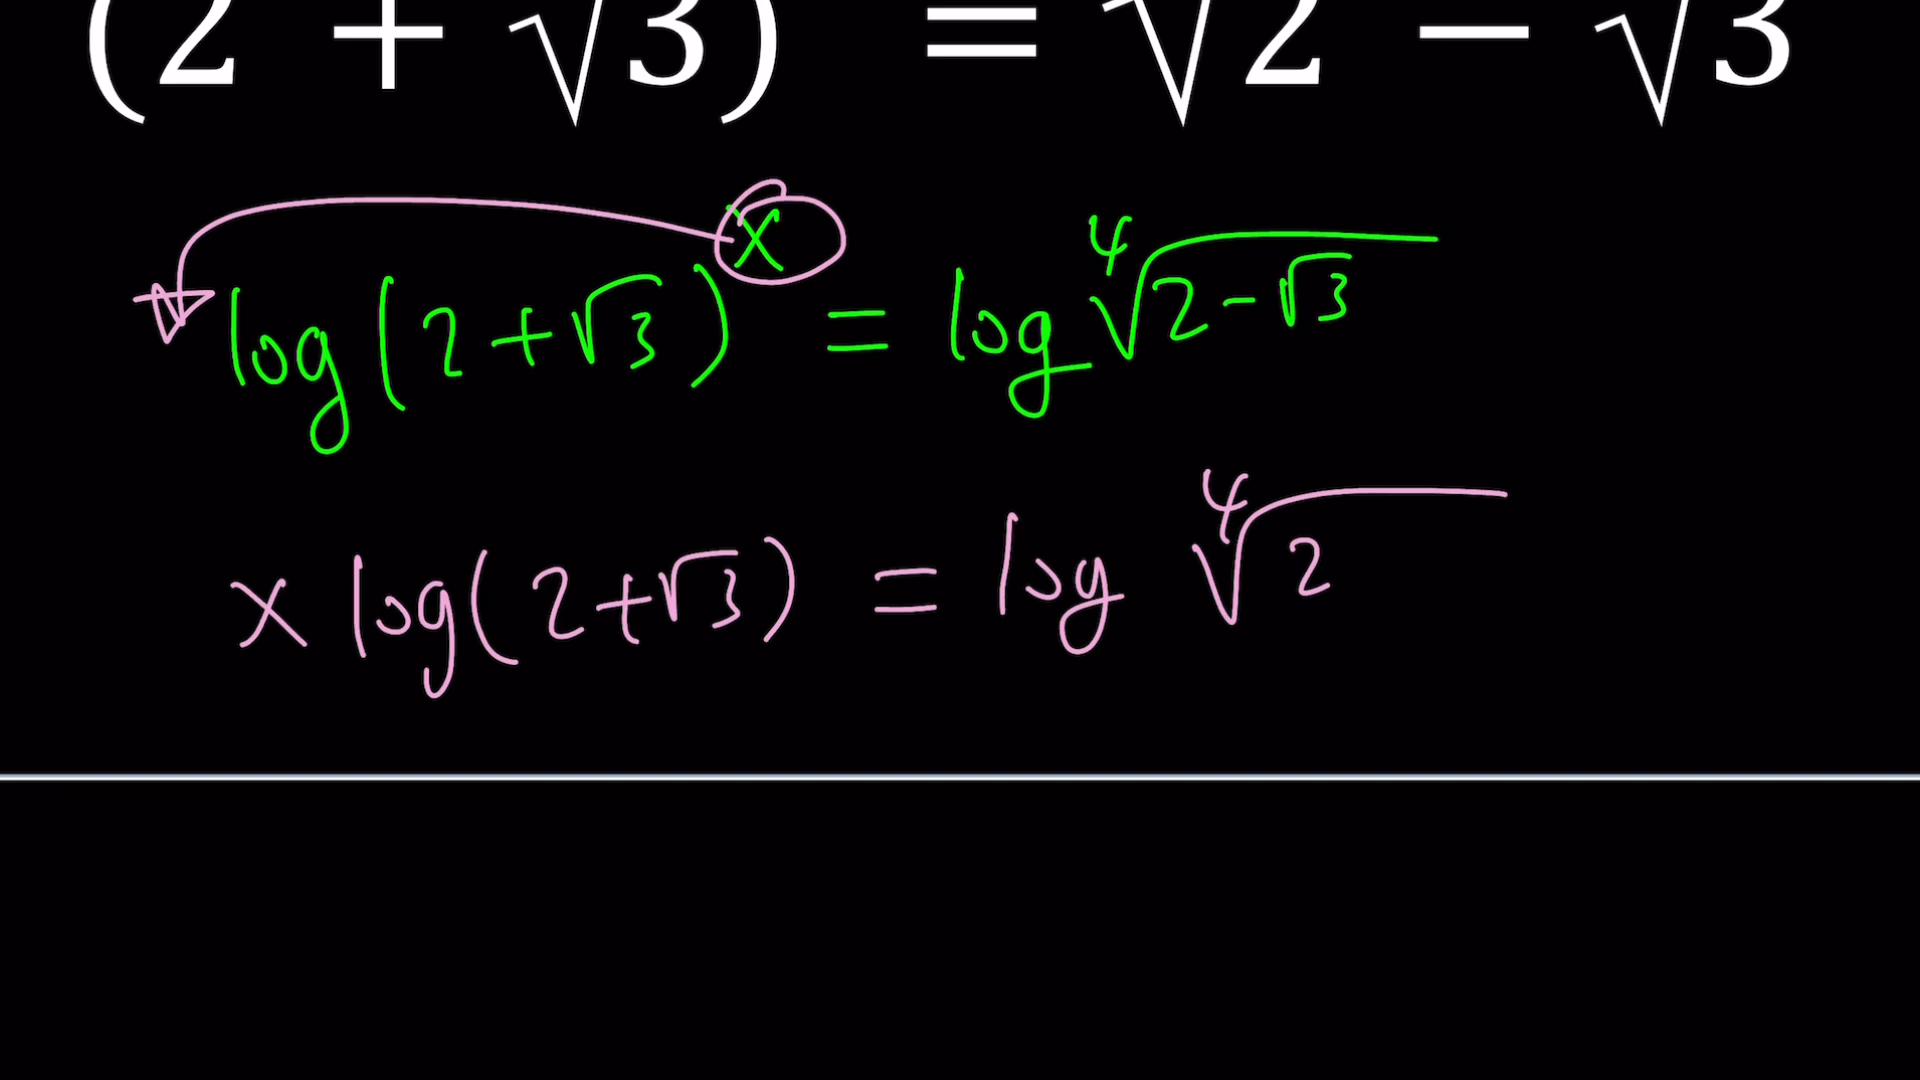 (2 + √3) = √2 − √3
log(2+√3)^x = log ⁴√2-√3
x log(2+√3) = log ⁴√2